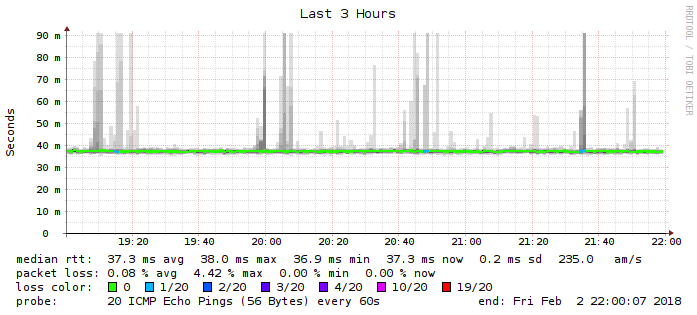 Last 3 Hours
RRDTOOL / TOBI OETIKER
Seconds
90 m
80 m
70 m
60 m
50 m
40 m
30 m
20 m
10 m
0
19:20 19:40 20:00 20:20 20:40 21:00 21:20 21:40 22:00
median rtt: 37.3 ms avg 38.0 ms max 36.9 ms min 37.3 ms now 0.2 ms sd 235.0 am/s
packet loss: 0.08 % avg 4.42 % max 0.00 % min 0.00 % now
loss color: 0 1/20 2/20 3/20 4/20 10/20 19/20
probe: 20 ICMP Echo Pings (56 Bytes) every 60s end: Fri Feb 2 22:00:07 2018